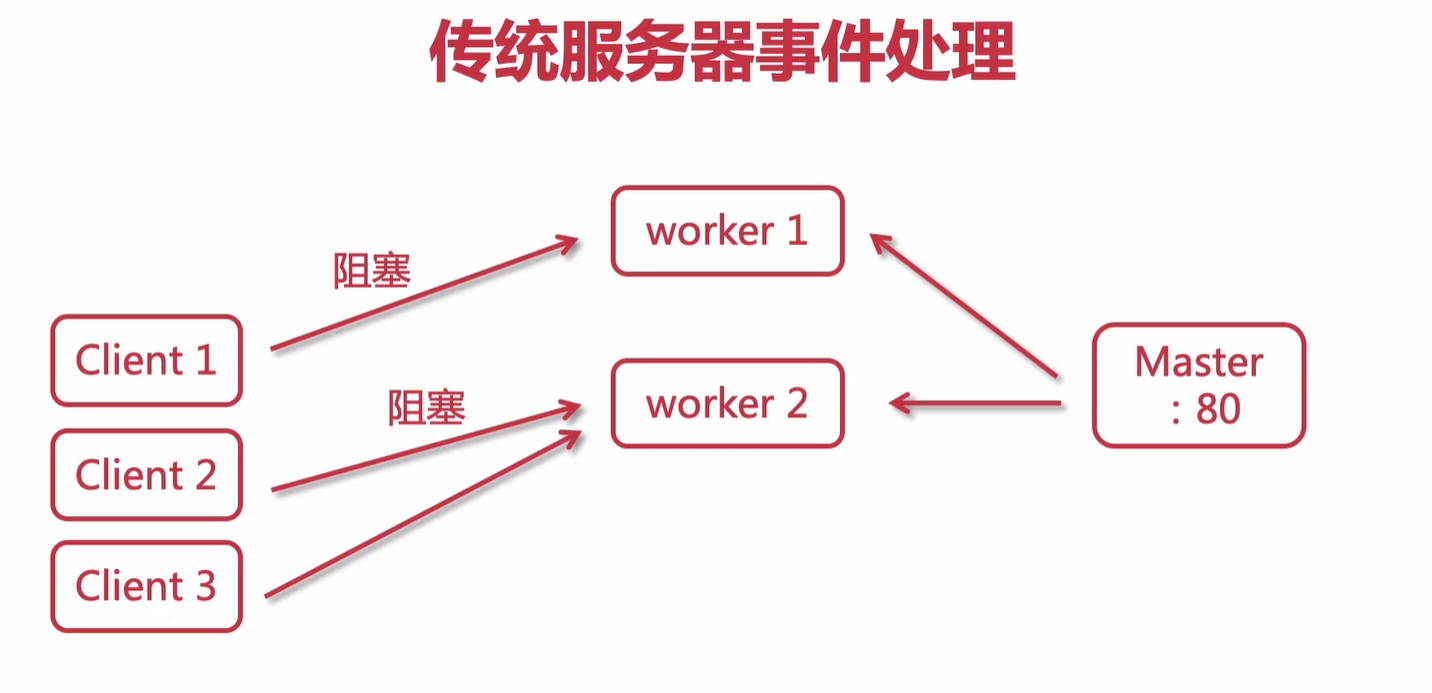 传统服务器事件处理
worker 1
阻塞
Client 1
Master
：80
worker 2
阻塞
Client 2
Client 3